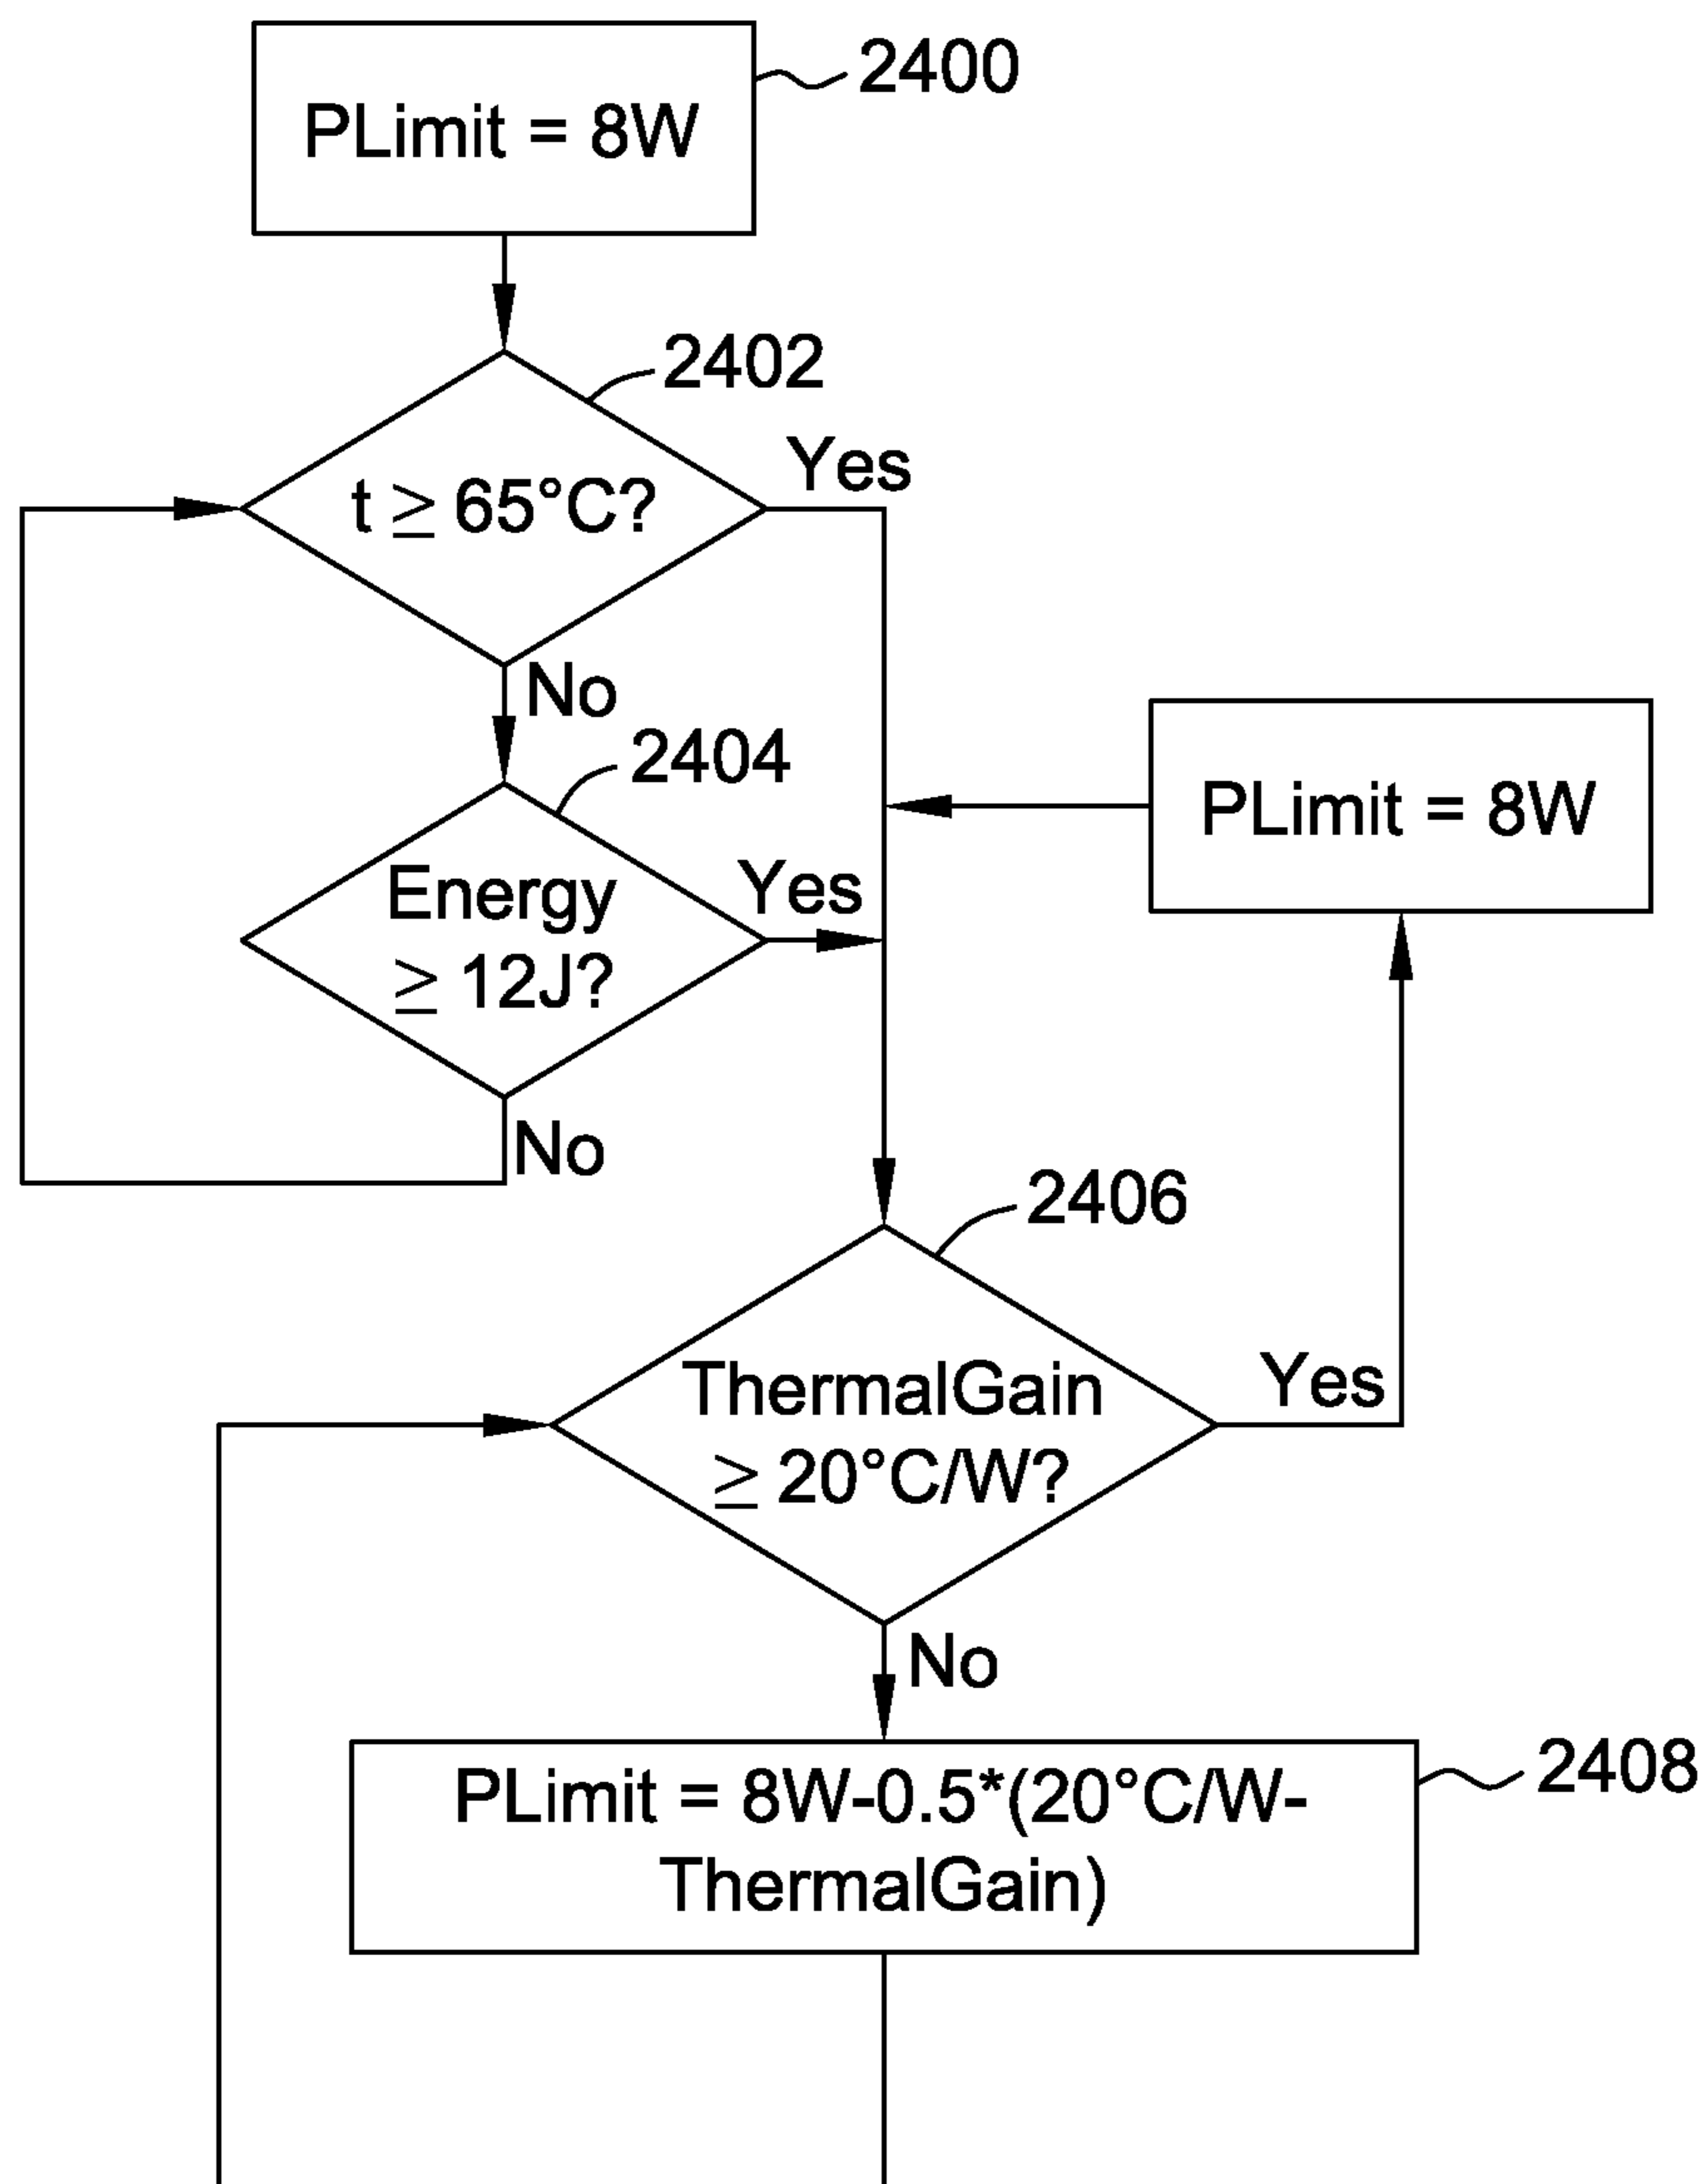 2400
PLimit = 8W
2402
t ≥ 65°C?
Yes
No
2404
Energy
≥ 12J?
Yes
No
PLimit = 8W
2406
ThermalGain
≥ 20°C/W?
Yes
No
2408
PLimit = 8W-0.5*(20°C/W-
ThermalGain)